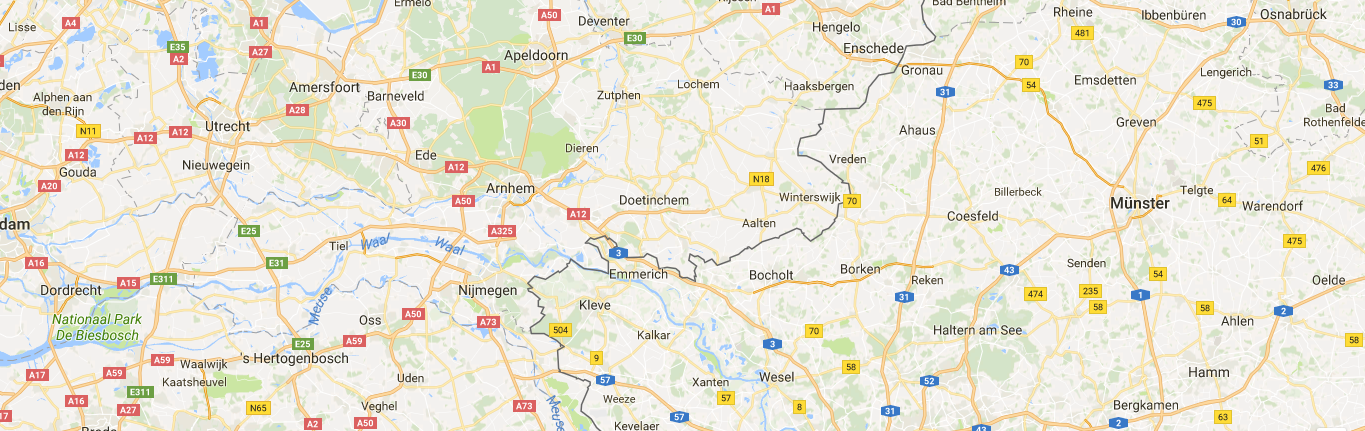 Ermelo
Bad Bentheim
A50
Deventer
A1
Rheine
Ibbenbüren
Osnabrück
Lisse
A4
A1
Hengelo
30
481
E30
E35
A2
A27
Apeldoorn
Enschede
A1
Gronau
70
E30
Lengerich
Emsdetten
54
33
Amersfoort
Lochem
Haaksbergen
31
Barneveld
Zutphen
475
Alphen aan
den Rijn
A28
Bad
Rothenfelde
Utrecht
A30
Greven
N11
A12
A12
Ahaus
51
Dieren
A12
Ede
Vreden
Nieuwegein
A12
476
Gouda
N18
A20
Arnhem
Billerbeck
Telgte
Winterswijk
A50
Doetinchem
70
64
Münster
Warendorf
A12
Coesfeld
dam
Aalten
E25
A325
475
Tiel
Waal
Waal
3
A16
E31
Senden
Emmerich
Bocholt
Borken
43
54
E311
A15
Reken
Oelde
Dordrecht
Nijmegen
235
474
1
31
Meuse
Kleve
58
58
2
A50
Nationaal Park
De Biesbosch
Oss
A73
Ahlen
504
Kalkar
70
Haltern am See
E25
A59
3
58
's Hertogenbosch
9
A59
Waalwijk
58
Hamm
A17
A59
Kaatsheuvel
Uden
57
Xanten
Wesel
52
E311
Weeze
57
A16
A27
N65
Veghel
A73
Meuse
8
31
Bergkamen
57
63
A2
A50
Kevelaer
43
2